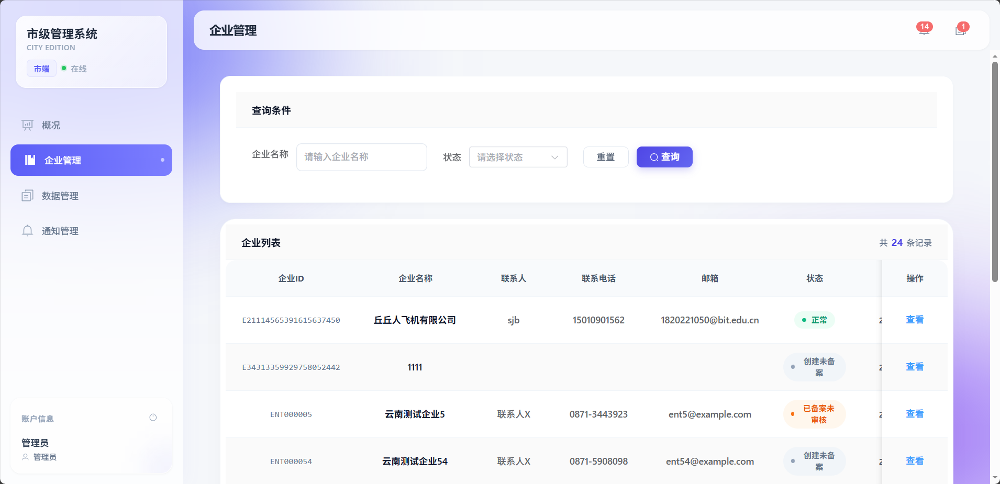 市级管理系统
CITY EDITION
市端 在线
概况
企业管理
数据管理
通知管理
账户信息
管理员
管理员
企业管理
14
1
查询条件
企业名称 请输入企业名称 状态 请选择状态 重置 查询
企业列表 共 24 条记录
企业ID 企业名称 联系人 联系电话 邮箱 状态 操作
E21114565391615637450 丘丘人飞机有限公司 sjb 15010901562 1820221050@bit.edu.cn 正常 2 查看
E34313359929758052442 1111 创建未备案 2 查看
ENT000005 云南测试企业5 联系人X 0871-3443923 ent5@example.com 已备案未审核 2 查看
ENT000054 云南测试企业54 联系人X 0871-5908098 ent54@example.com 创建未备案 2 查看